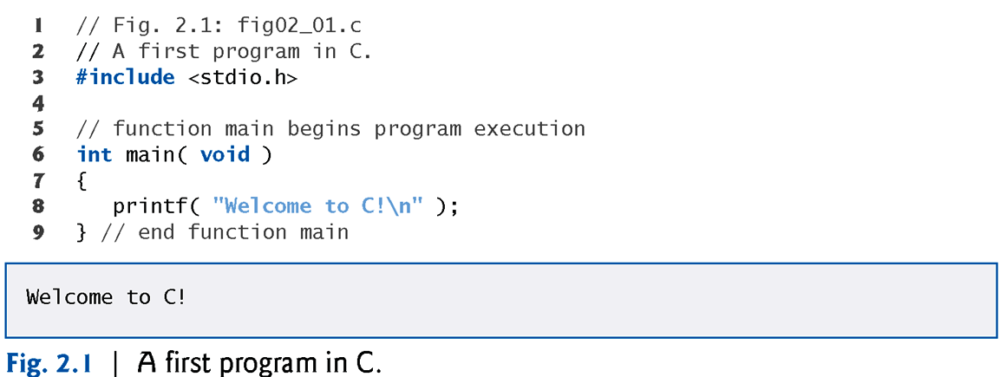 1 // Fig. 2.1: fig02_01.c
2 // A first program in C.
3 #include <stdio.h>
4
5 // function main begins program execution
6 int main( void )
7 {
8    printf( "Welcome to C!\n" );
9 } // end function main
Welcome to C!
Fig. 2.1 | A first program in C.